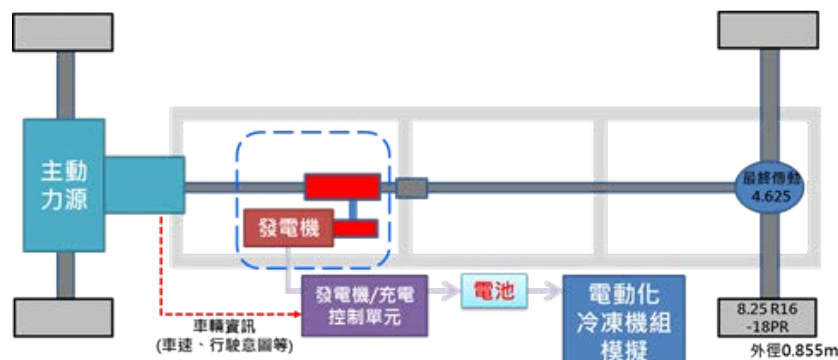 主動
力源
發電機
最終傳動
4.625
發電機/充電
控制單元
電池
電動化
冷凍機組
模擬
車輛資訊
(車速、行駛意圖等)
8.25 R16
-18PR
外徑0.855m